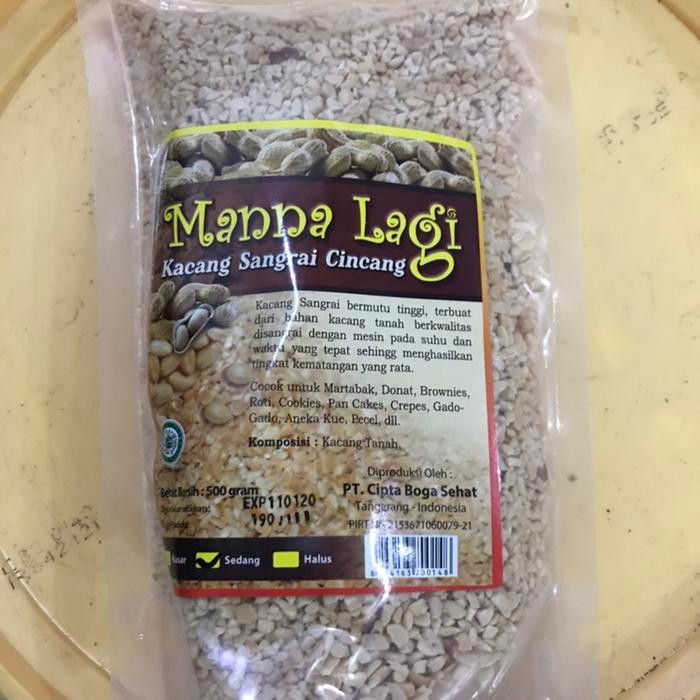 Manna Lagi
Kacang Sangrai Cincang
Kacang Sangrai bermutu tinggi, terbuat
dari bahan kacang tanah berkwalitas
disangrai dengan mesin pada suhu dan
waktu yang tepat sehingg menghasilkan
tingkat kematangan yang rata.
Cocok untuk Martabak, Donat, Brownies,
Roti, Cookies, Pan Cakes, Crepes, Gado-
Gado, Aneka Kue, Pecel, dll.
Komposisi : Kacang Tanah.
Diproduksi Oleh :
PT. Cipta Boga Sehat
Tangerang - Indonesia
153671060079-21
Berat Bersih : 500 gram
EXP110120
Kasar Sedang Halus